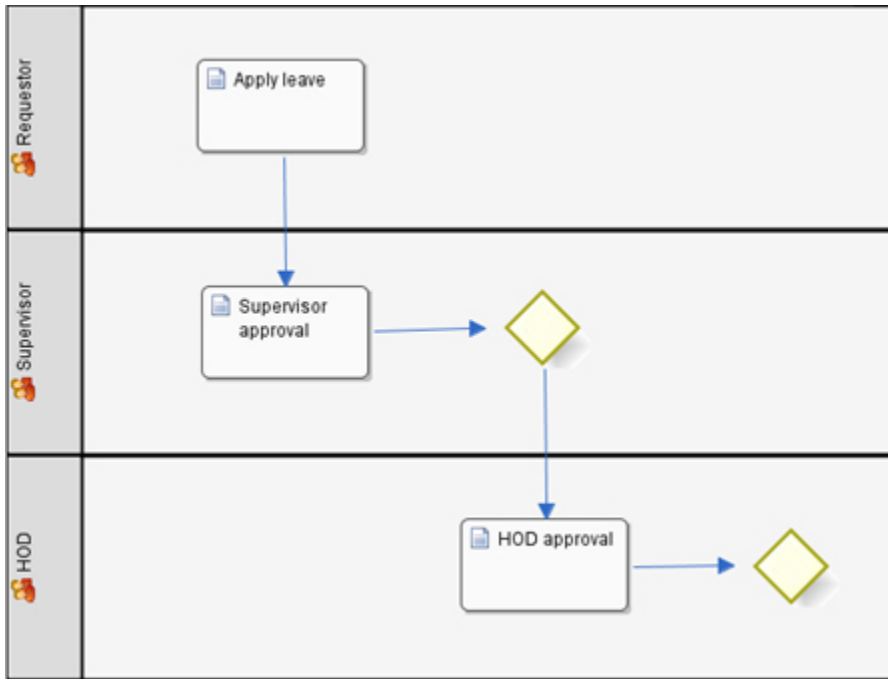 Requestor
Apply leave
Supervisor
Supervisor
approval
HOD
HOD approval